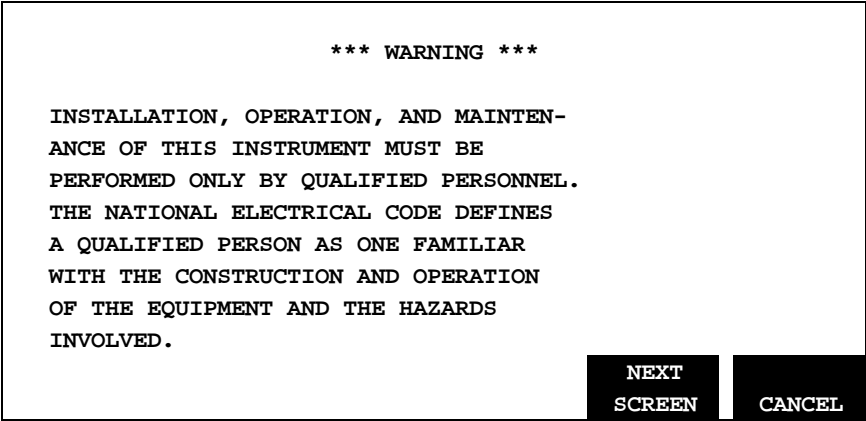 *** WARNING ***
INSTALLATION, OPERATION, AND MAINTEN-
ANCE OF THIS INSTRUMENT MUST BE
PERFORMED ONLY BY QUALIFIED PERSONNEL.
THE NATIONAL ELECTRICAL CODE DEFINES
A QUALIFIED PERSON AS ONE FAMILIAR
WITH THE CONSTRUCTION AND OPERATION
OF THE EQUIPMENT AND THE HAZARDS
INVOLVED.
NEXT
SCREEN
CANCEL